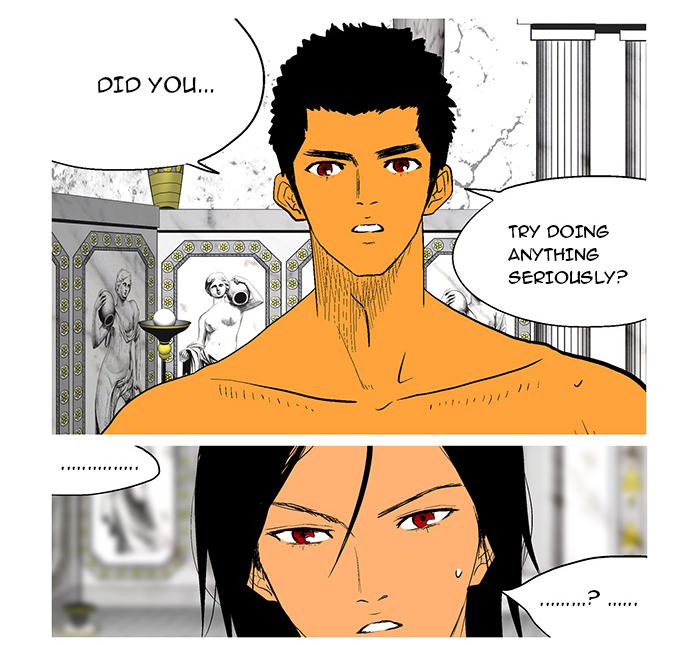 DID YOU...
TRY DOING
ANYTHING
SERIOUSLY?
...............
.........? ......